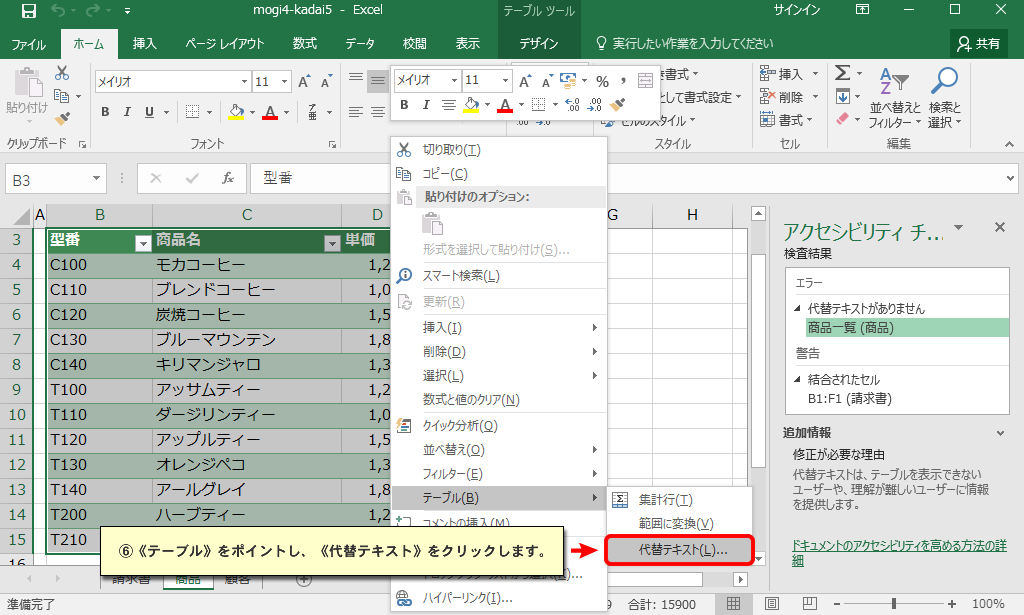 mogi4-kadai5 - Excel
テーブル ツール
サインイン
ファイル
ホーム
挿入
ページ レイアウト
数式
データ
校閲
表示
デザイン
実行したい作業を入力してください
共有
貼り付け
クリップボード
メイリオ
11
B I U
フォント
メイリオ
11
%
B I
スタイル
挿入
削除
書式
セル
並べ替えと
フィルター
検索と
選択
編集
B3
fx
型番
A B C D G H
3 型番 商品名 単価
4 C100 モカコーヒー 1,2
5 C110 ブレンドコーヒー 1,0
6 C120 炭焼コーヒー 1,5
7 C130 ブルーマウンテン 1,8
8 C140 キリマンジャロ 1,3
9 T100 アッサムティー 1,2
10 T110 ダージリンティー 1,0
11 T120 アップルティー 1,5
12 T130 オレンジペコ 1,3
13 T140 アールグレイ 1,8
14 T200 ハーブティー 1,2
15 T210
16
切り取り(T)
コピー(C)
貼り付けのオプション:
形式を選択して貼り付け(S)...
スマート検索(L)
更新(R)
挿入(I)
削除(D)
選択(L)
数式と値のクリア(N)
クイック分析(Q)
並べ替え(O)
フィルター(E)
テーブル(B)
コメントの挿入(M)
ハイパーリンク(I)...
集計行(T)
範囲に変換(V)
代替テキスト(L)...
⑥《テーブル》をポイントし、《代替テキスト》をクリックします。
アクセシビリティ チ...
検査結果
エラー
代替テキストがありません
商品一覧 (商品)
警告
結合されたセル
B1:F1 (請求書)
追加情報
修正が必要な理由
代替テキストは、テーブルを表示できない
ユーザーや、理解が難しいユーザーに情報
を提供します。
ドキュメントのアクセシビリティを高める方法の詳
細
請求書
商品
顧客
準備完了
合計: 15900
100%